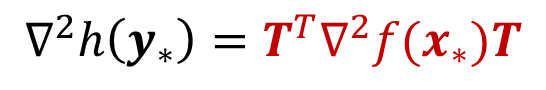 ∇²h(y∗) = Tᵀ∇²f(x∗)T